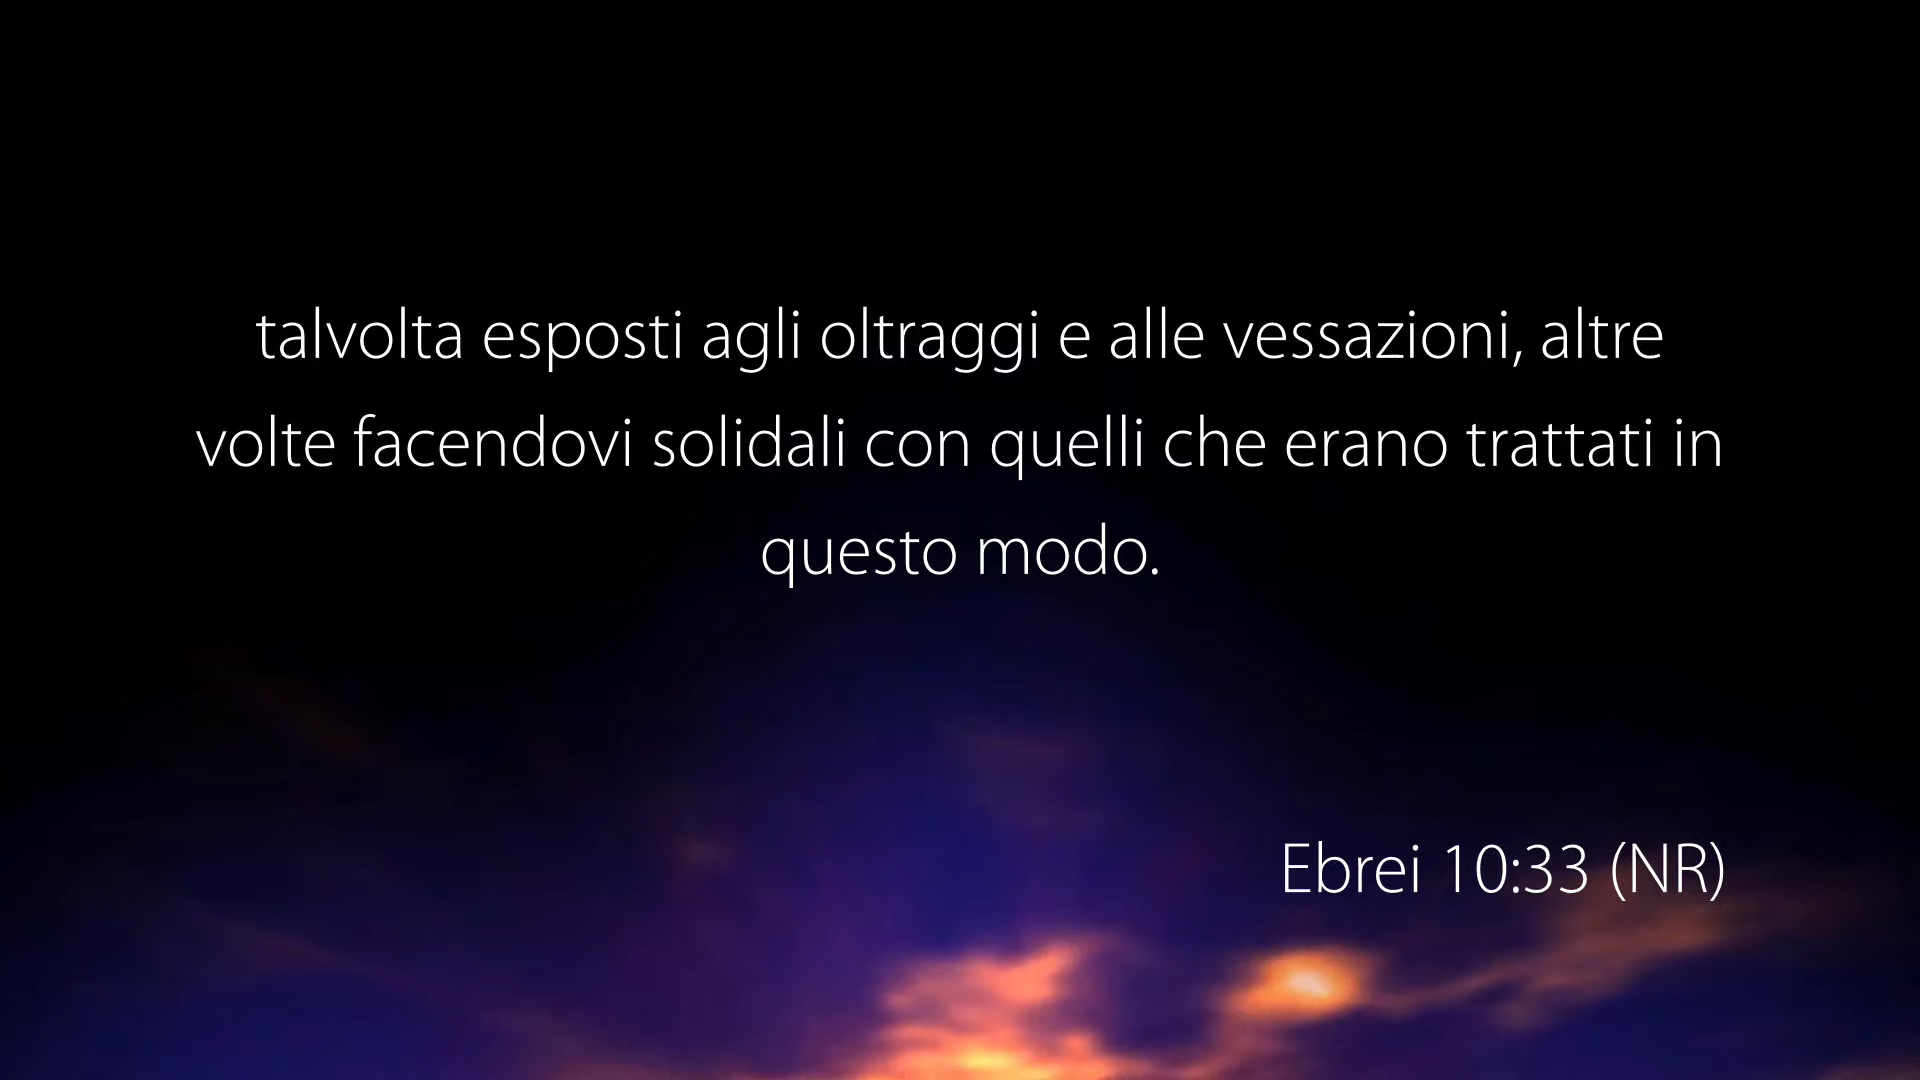 talvolta esposti agli oltraggi e alle vessazioni, altre
volte facendovi solidali con quelli che erano trattati in
questo modo.
Ebrei 10:33 (NR)